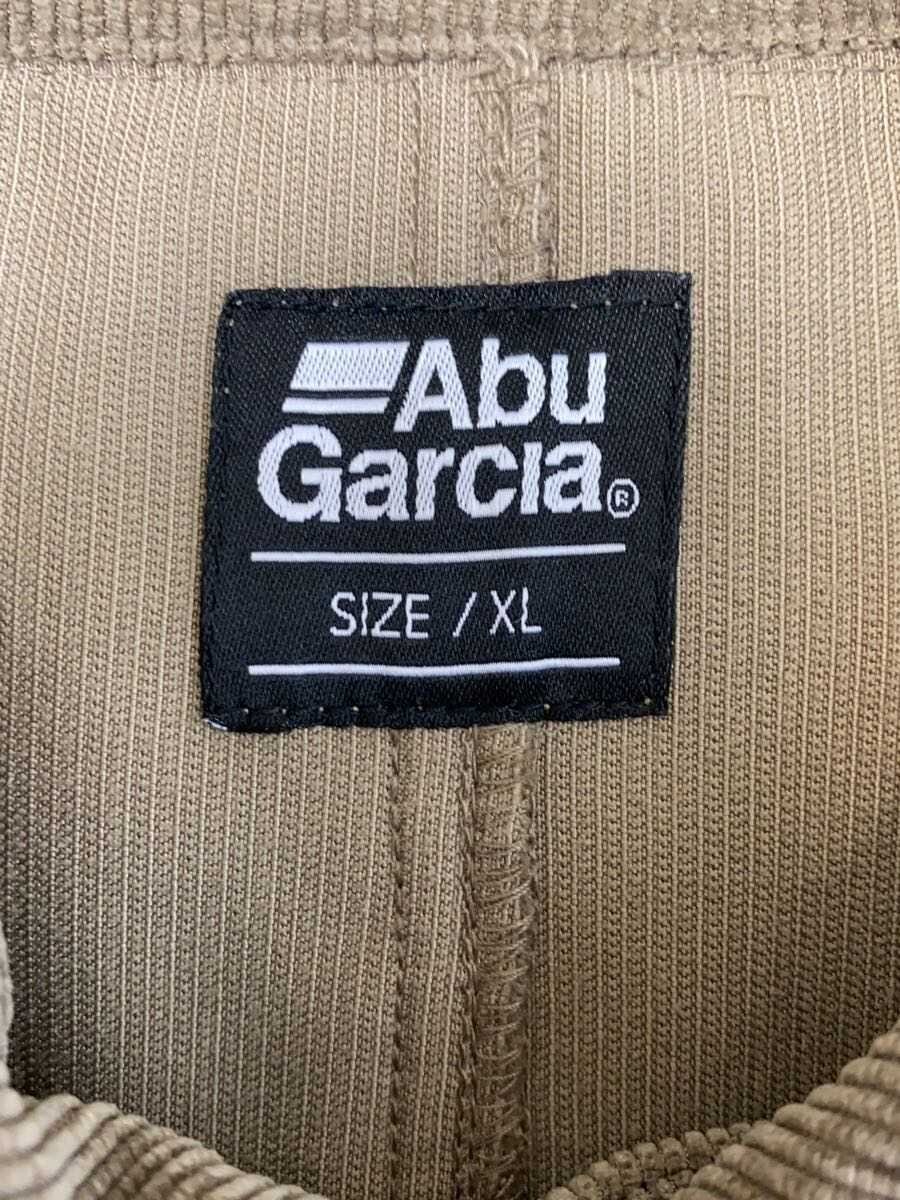 Abu
Garcia®
SIZE / XL